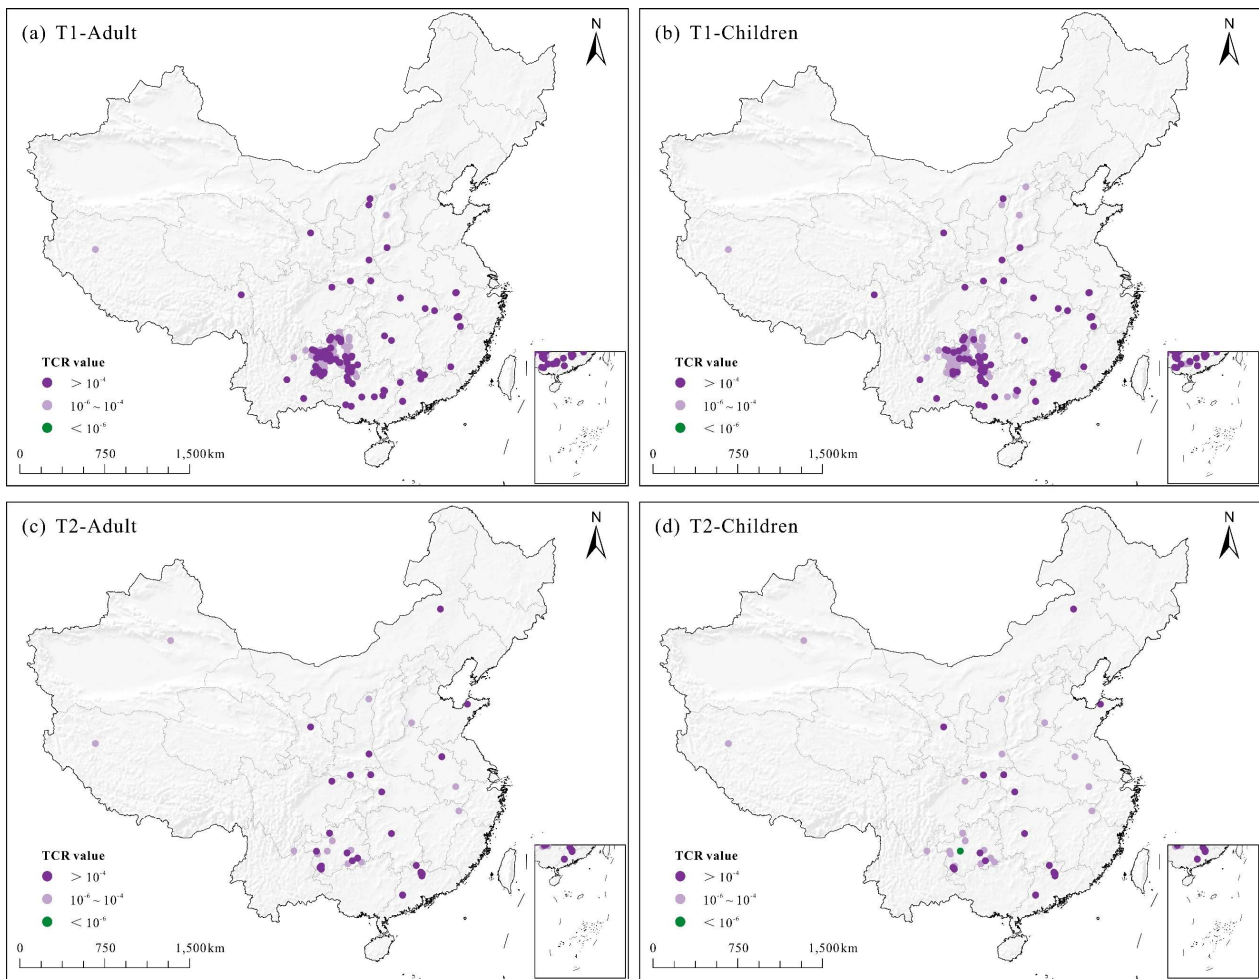 (a) T1-Adult
N
TCR value
> 10⁻⁴
10⁻⁶ ~ 10⁻⁴
< 10⁻⁶
0 750 1,500km
(b) T1-Children
N
TCR value
> 10⁻⁴
10⁻⁶ ~ 10⁻⁴
< 10⁻⁶
0 750 1,500km
(c) T2-Adult
N
TCR value
> 10⁻⁴
10⁻⁶ ~ 10⁻⁴
< 10⁻⁶
0 750 1,500km
(d) T2-Children
N
TCR value
> 10⁻⁴
10⁻⁶ ~ 10⁻⁴
< 10⁻⁶
0 750 1,500km